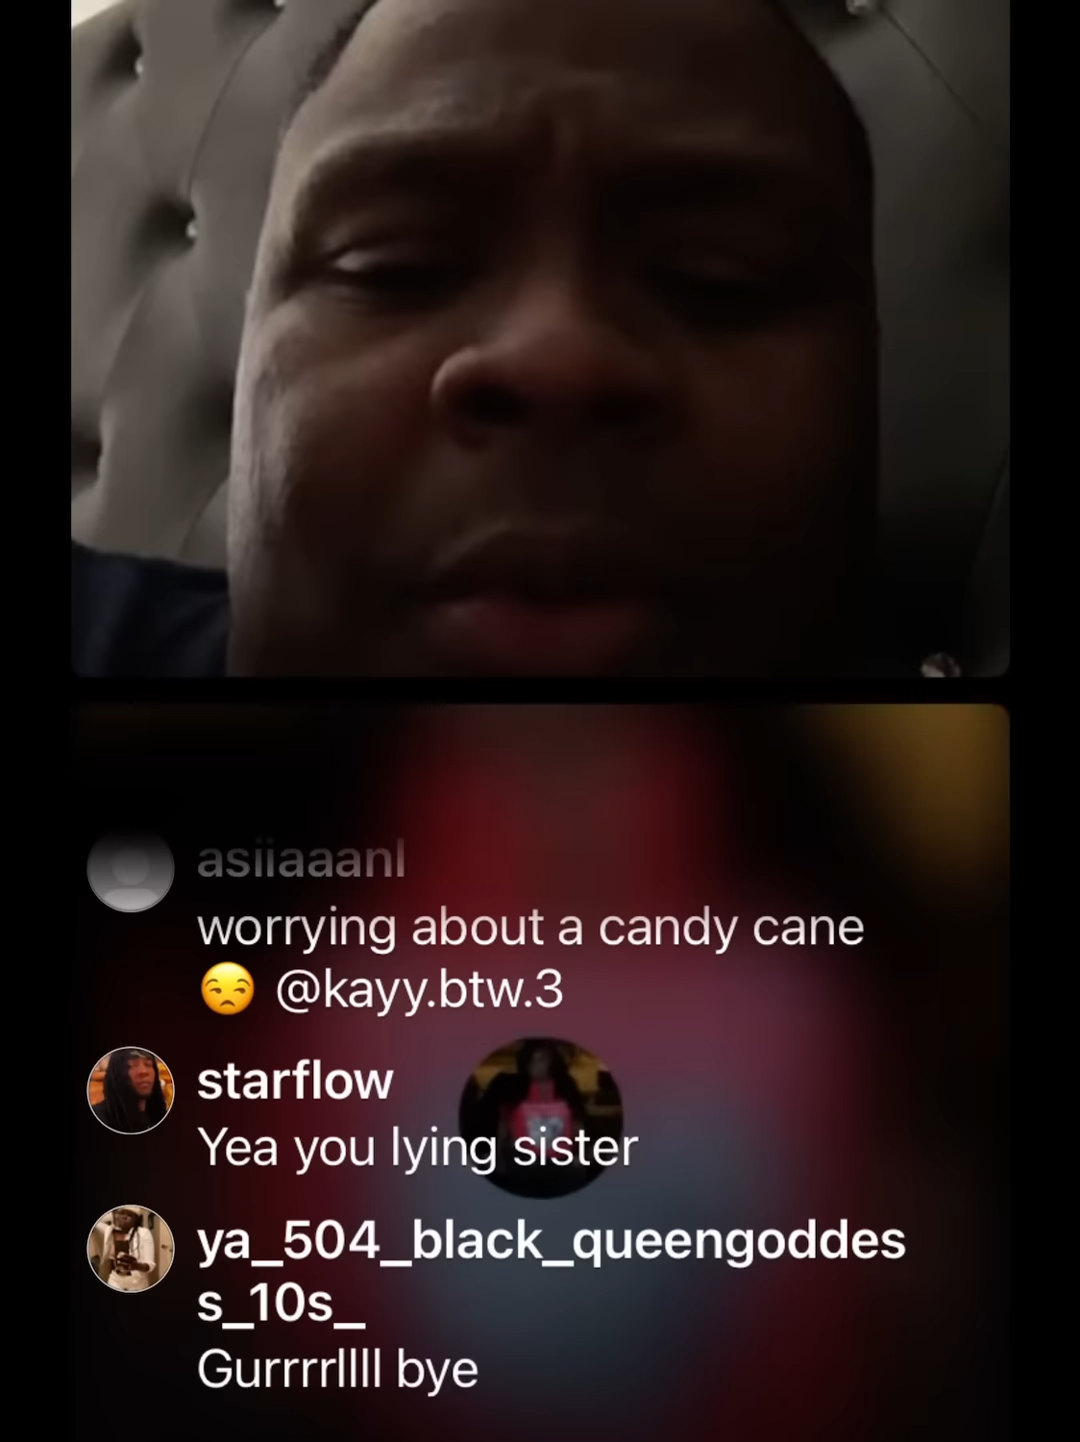 asiiaaanl
worrying about a candy cane
😒 @kayy.btw.3
starflow
Yea you lying sister
ya_504_black_queengoddes
s_10s_
Gurrrrllll bye